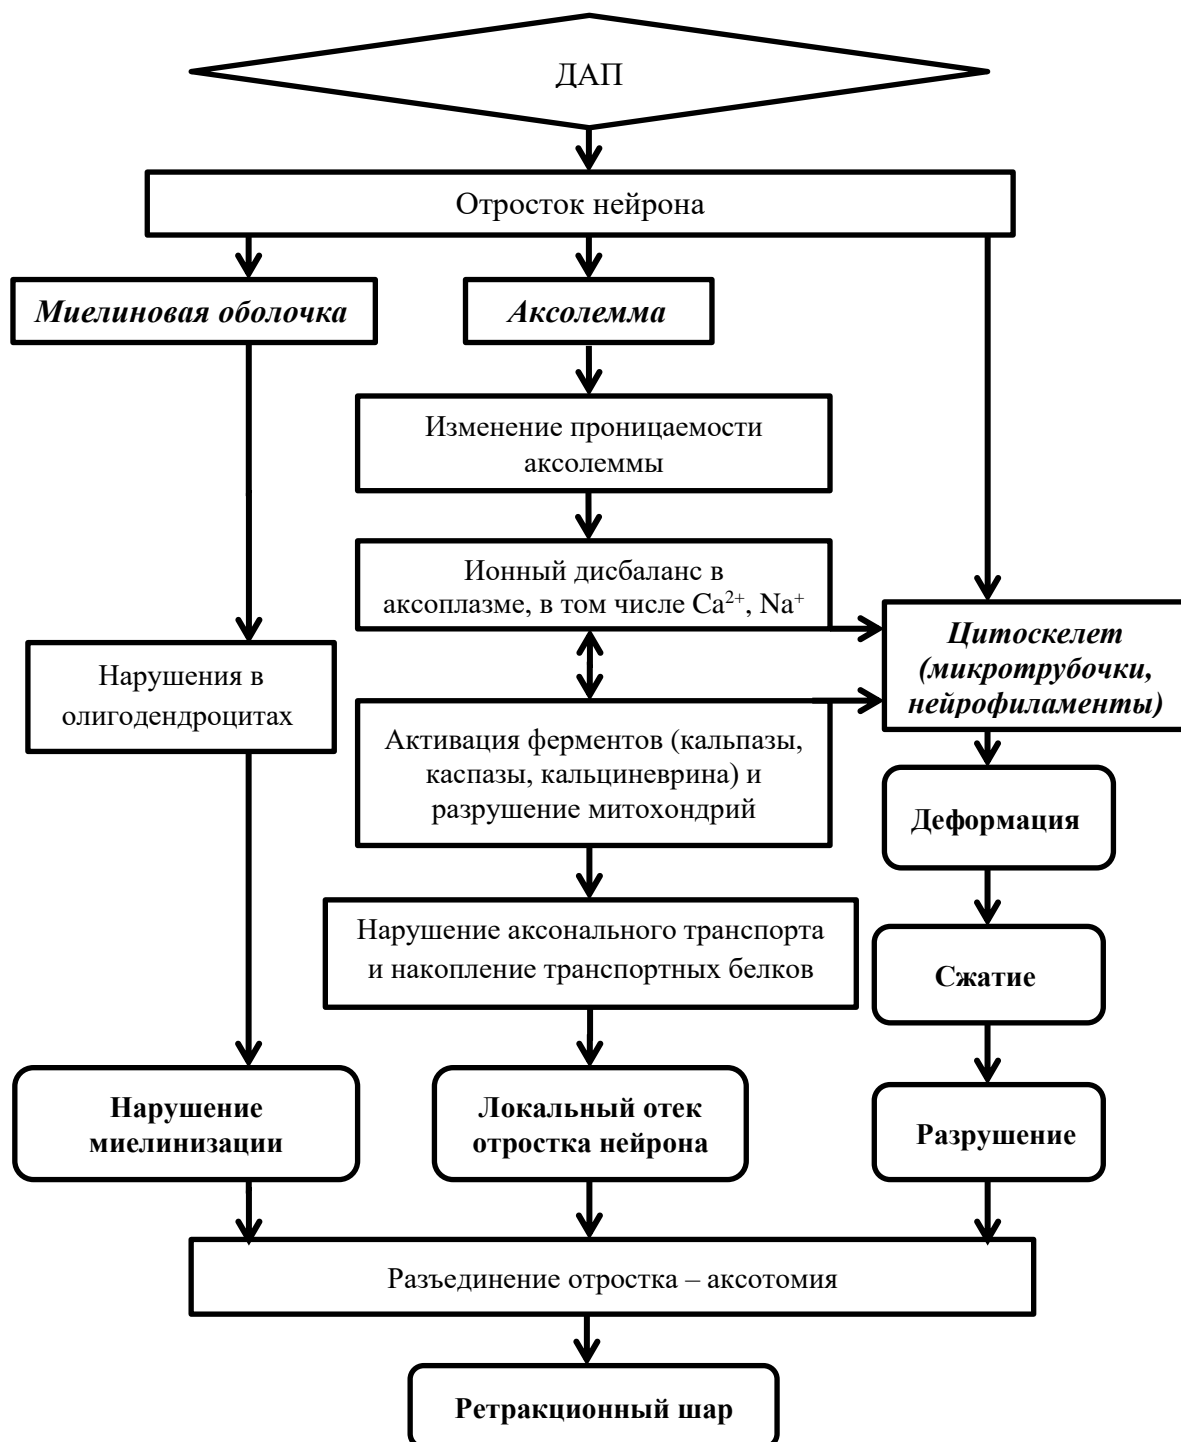 ДАП
Отросток нейрона
Миелиновая оболочка
Аксолемма
Изменение проницаемости
аксолеммы
Ионный дисбаланс в
аксоплазме, в том числе Ca²⁺, Na⁺
Цитоскелет
(микротрубочки,
нейрофиламенты)
Нарушения в
олигодендроцитах
Активация ферментов (кальпазы,
каспазы, кальциневрина) и
разрушение митохондрий
Деформация
Нарушение аксонального транспорта
и накопление транспортных белков
Сжатие
Нарушение
миелинизации
Локальный отек
отростка нейрона
Разрушение
Разъединение отростка – аксотомия
Ретракционный шар